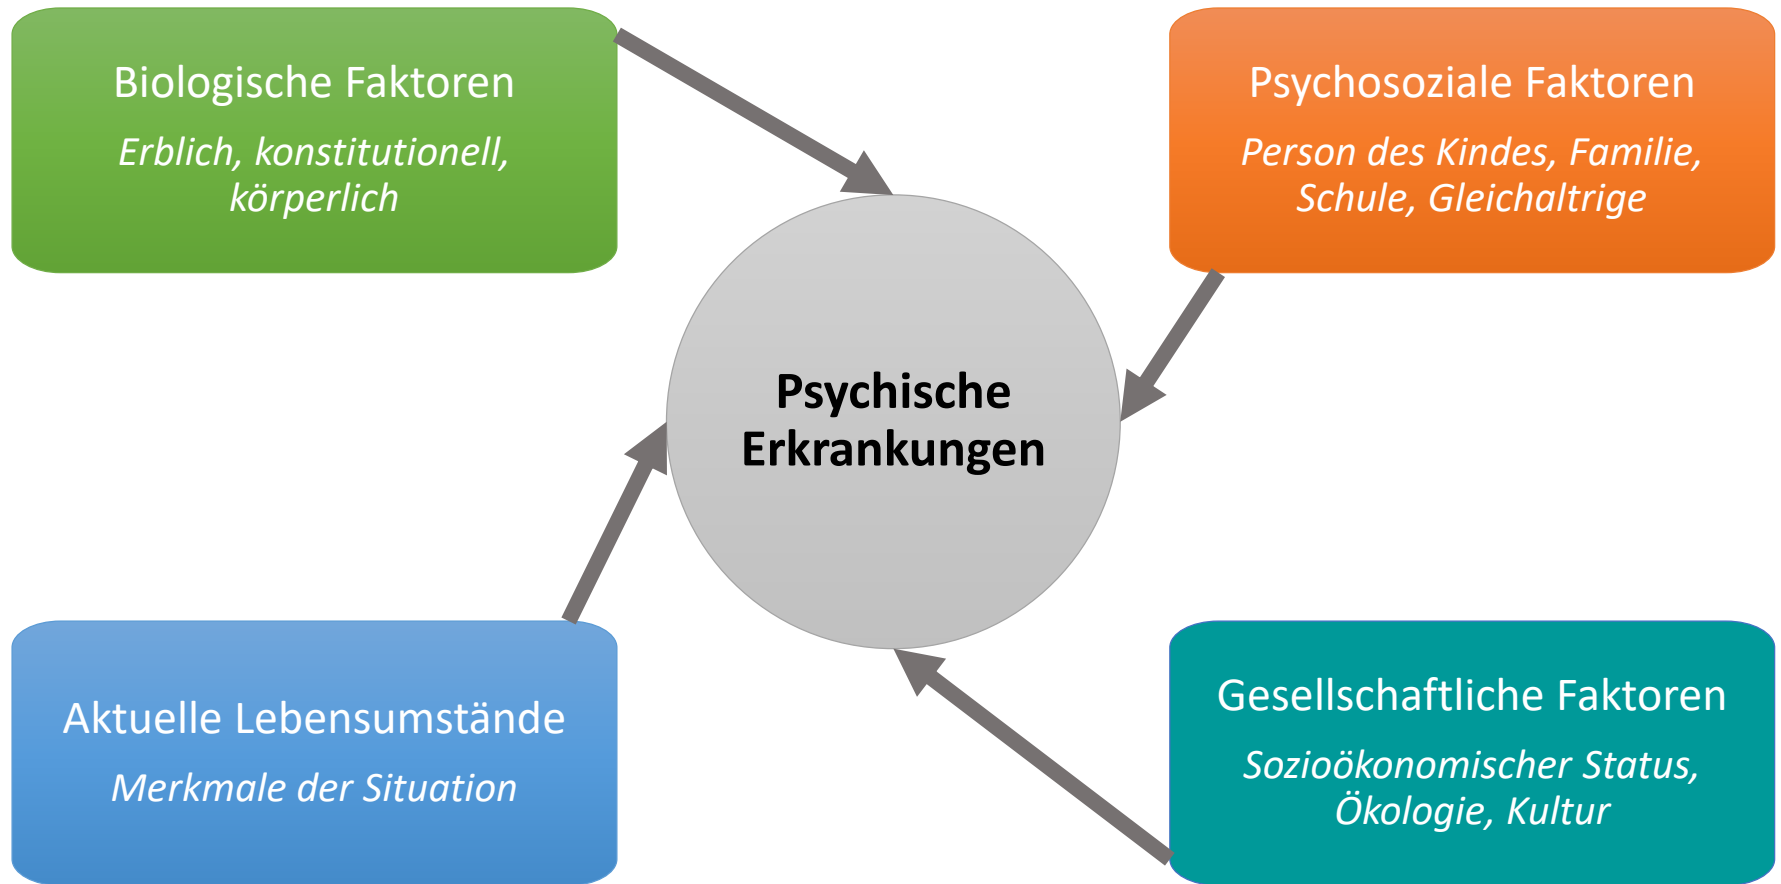 Biologische Faktoren
Erblich, konstitutionell,
körperlich
Psychosoziale Faktoren
Person des Kindes, Familie,
Schule, Gleichaltrige
Psychische
Erkrankungen
Aktuelle Lebensumstände
Merkmale der Situation
Gesellschaftliche Faktoren
Sozioökonomischer Status,
Ökologie, Kultur